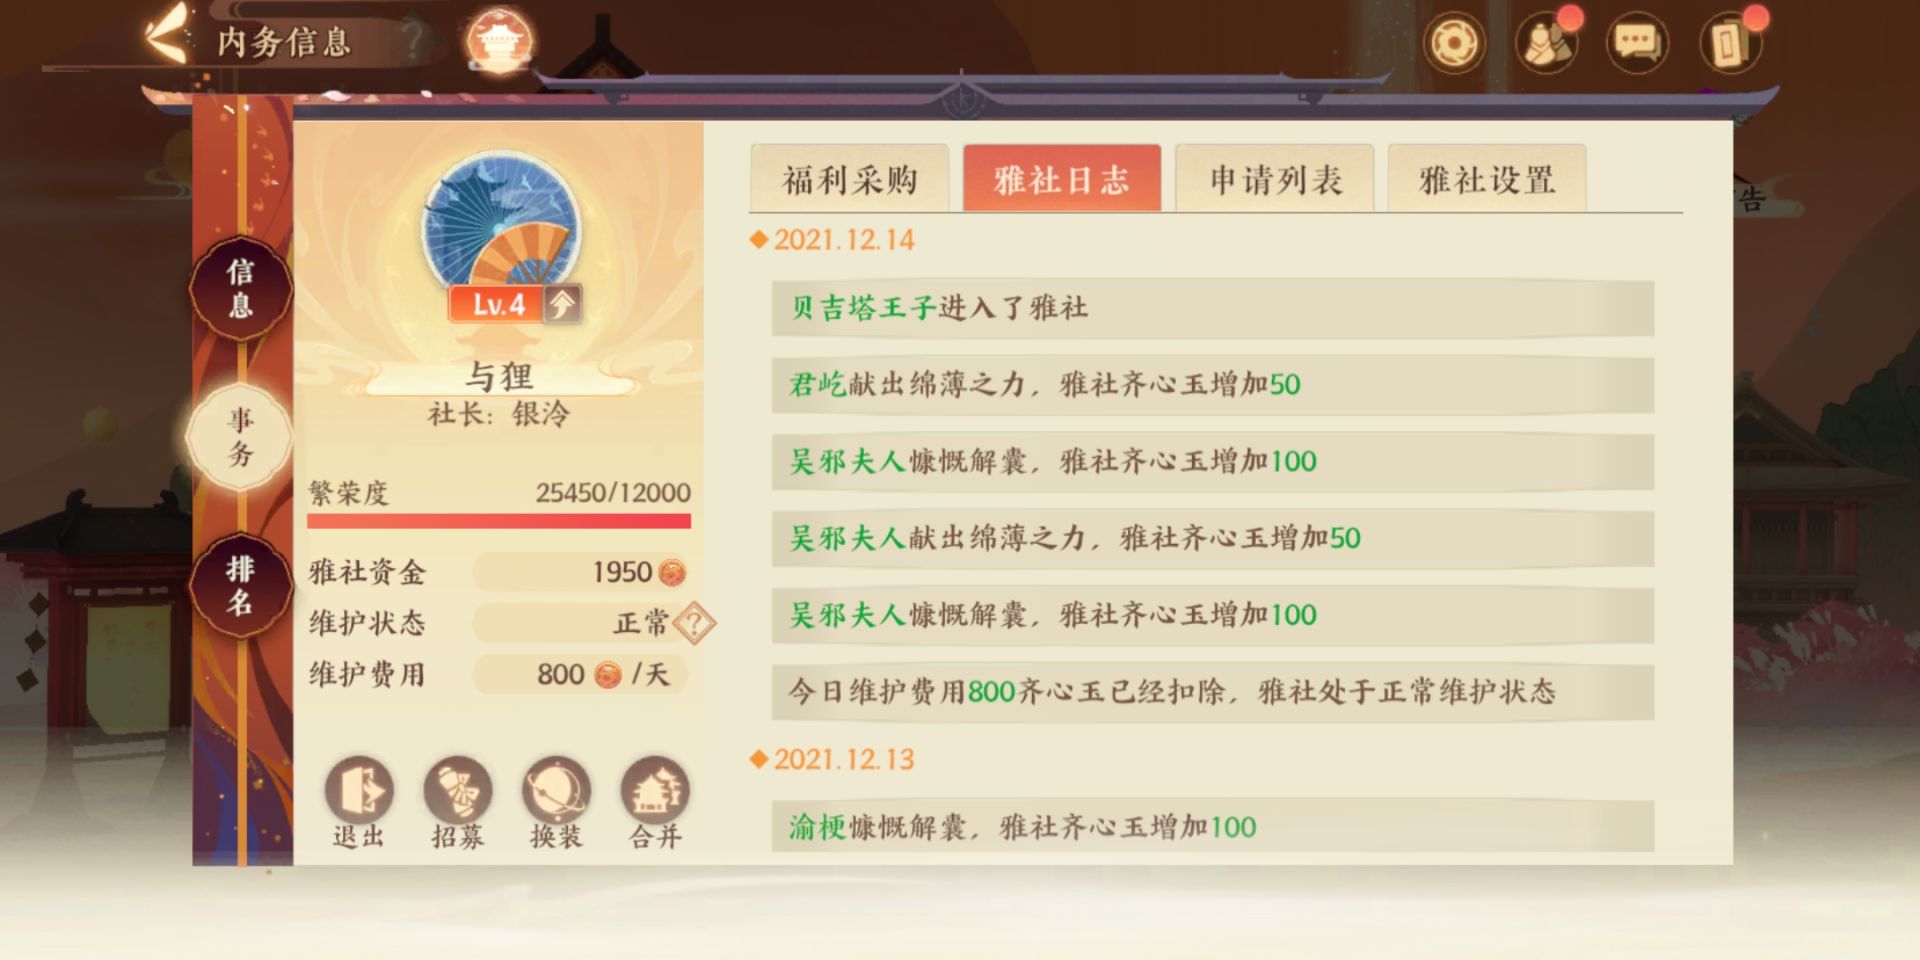 内务信息
?
告
信息
事务
排名
Lv.4
与狸
社长：银泠
繁荣度 25450/12000
雅社资金 1950
维护状态 正常 ?
维护费用 800 /天
退出 招募 换装 合并
福利采购 雅社日志 申请列表 雅社设置
2021.12.14
贝吉塔王子进入了雅社
君屹献出绵薄之力，雅社齐心玉增加50
吴邪夫人慷慨解囊，雅社齐心玉增加100
吴邪夫人献出绵薄之力，雅社齐心玉增加50
吴邪夫人慷慨解囊，雅社齐心玉增加100
今日维护费用800齐心玉已经扣除，雅社处于正常维护状态
2021.12.13
渝梗慷慨解囊，雅社齐心玉增加100